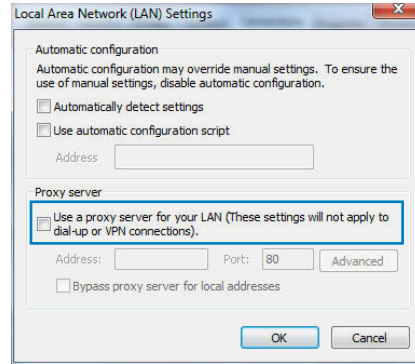 Local Area Network (LAN) Settings
Automatic configuration
Automatic configuration may override manual settings. To ensure the
use of manual settings, disable automatic configuration.
Automatically detect settings
Use automatic configuration script
Address
Proxy server
Use a proxy server for your LAN (These settings will not apply to
dial-up or VPN connections).
Address: Port: 80 Advanced
Bypass proxy server for local addresses
OK Cancel